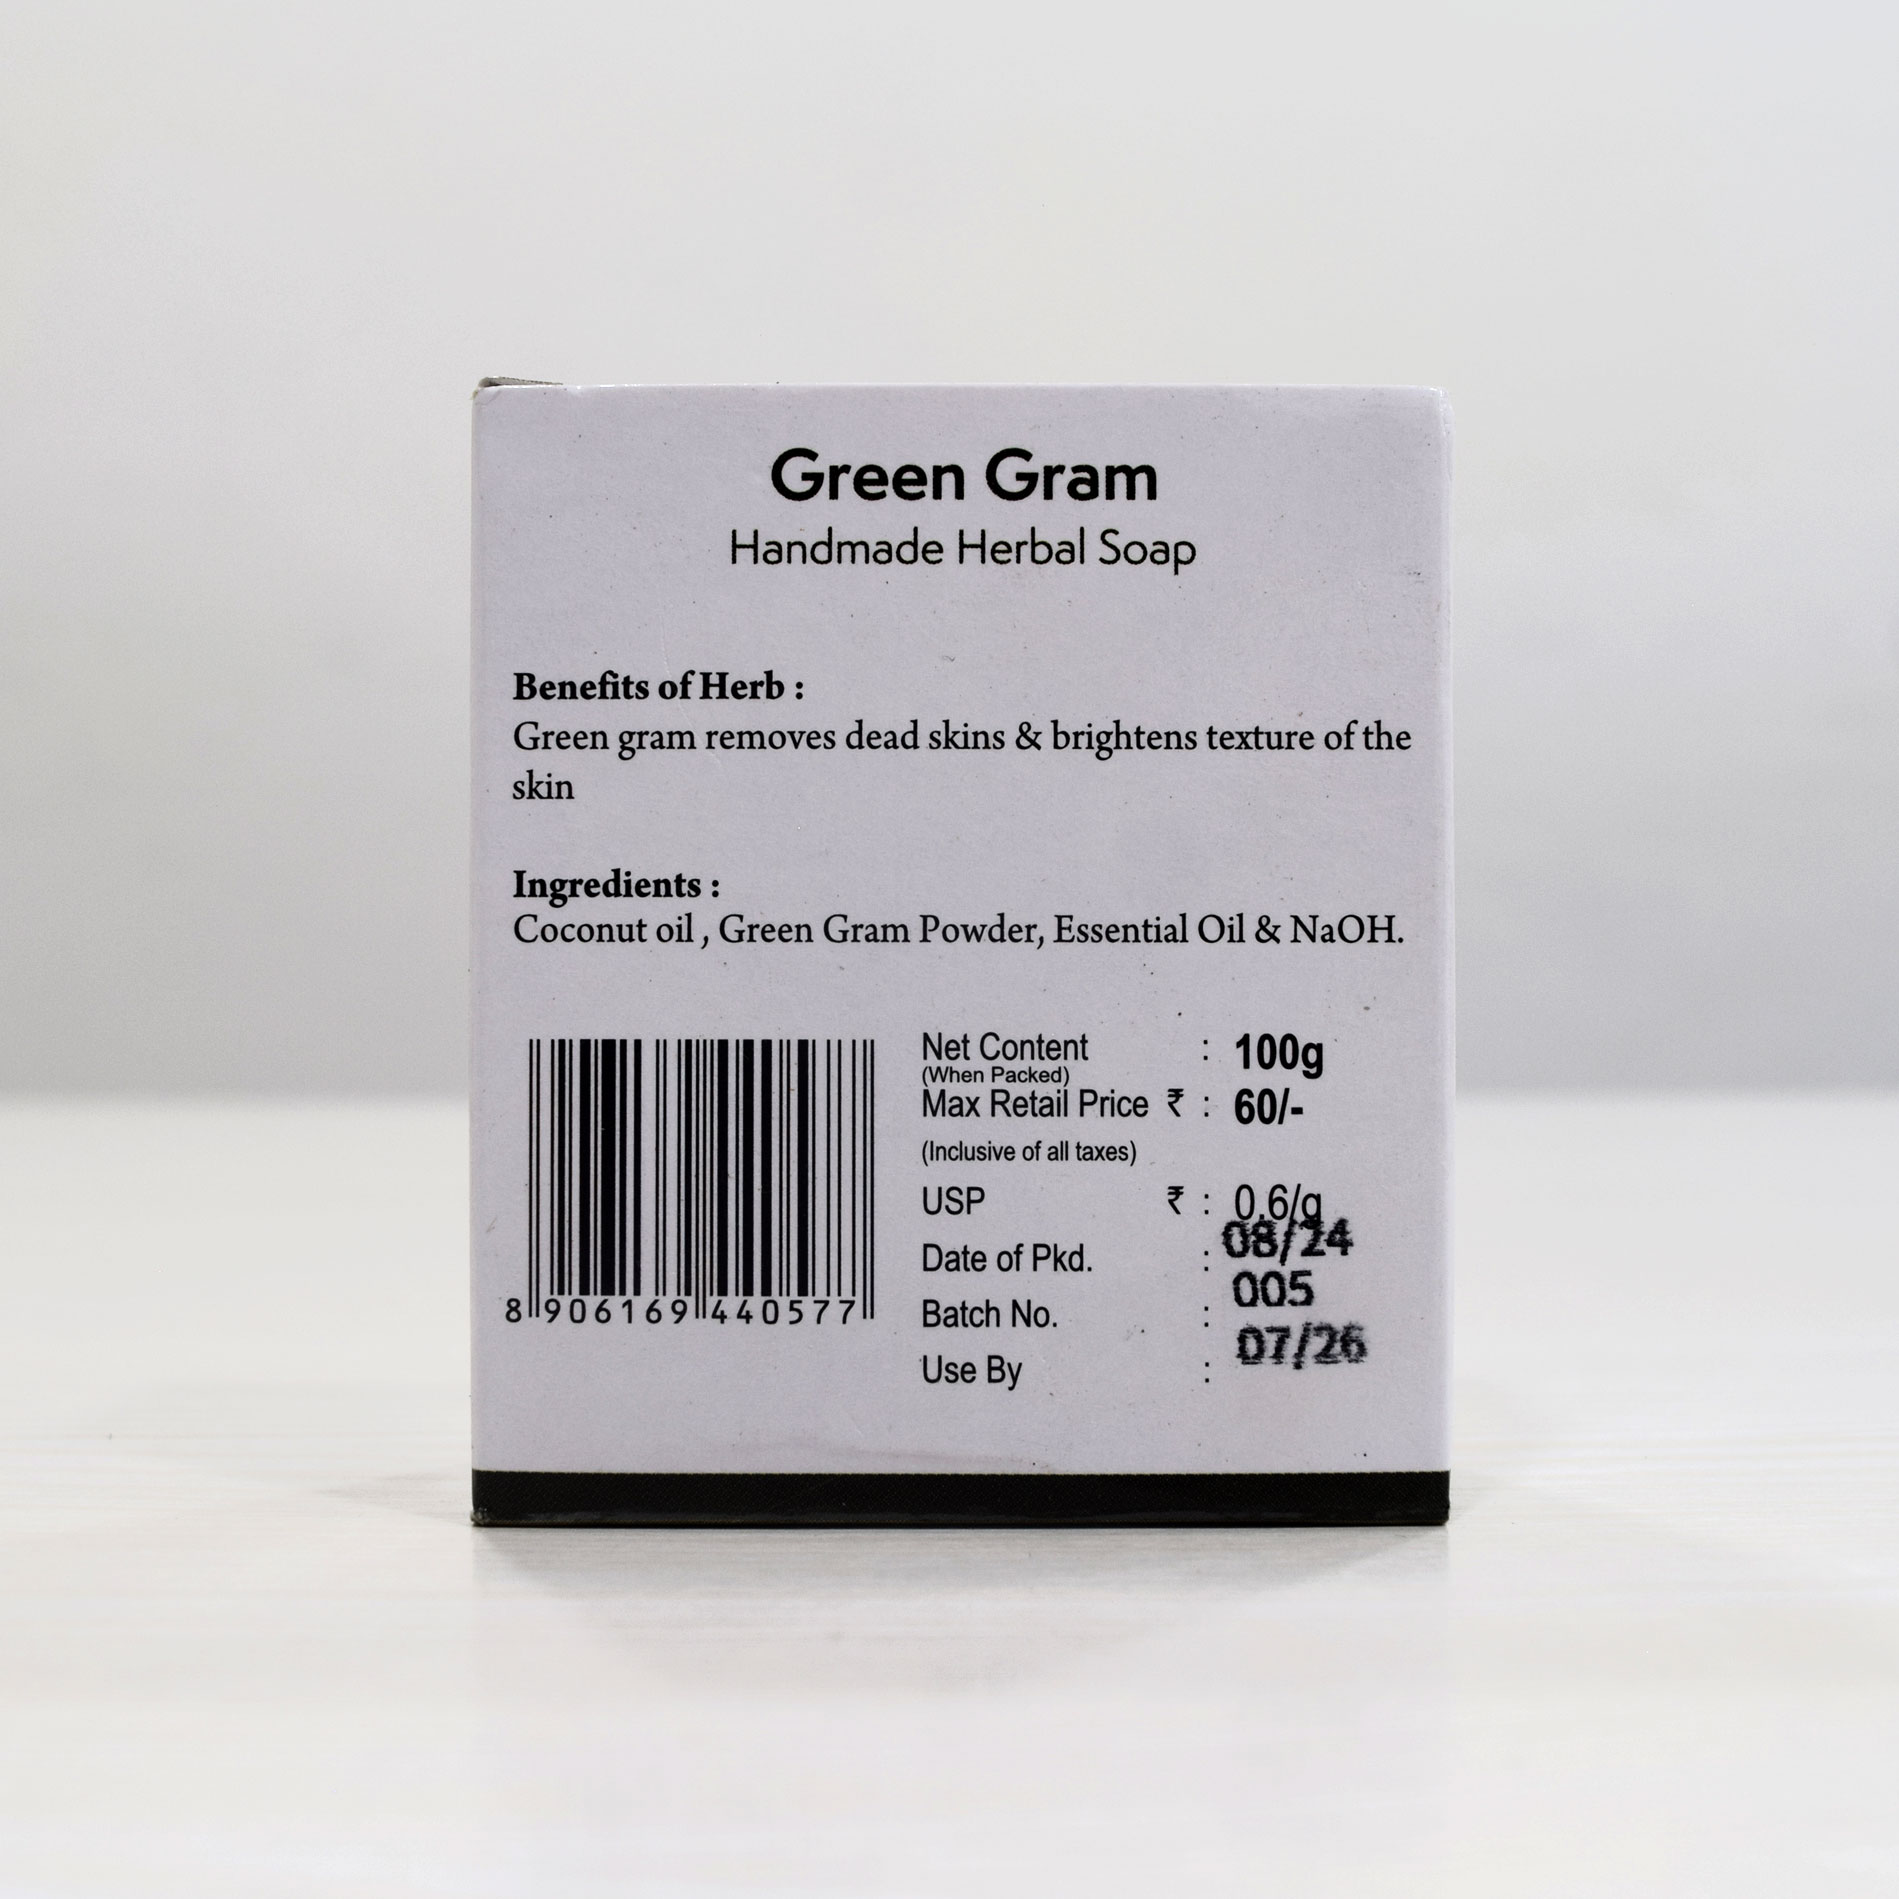 Green Gram
Handmade Herbal Soap
Benefits of Herb :
Green gram removes dead skins & brightens texture of the
skin
Ingredients :
Coconut oil , Green Gram Powder, Essential Oil & NaOH.
8 906169 440577
Net Content : 100g
(When Packed)
Max Retail Price ₹ : 60/-
(Inclusive of all taxes)
USP ₹ : 0.6/g
Date of Pkd. : 08/24
Batch No. : 005
Use By : 07/26